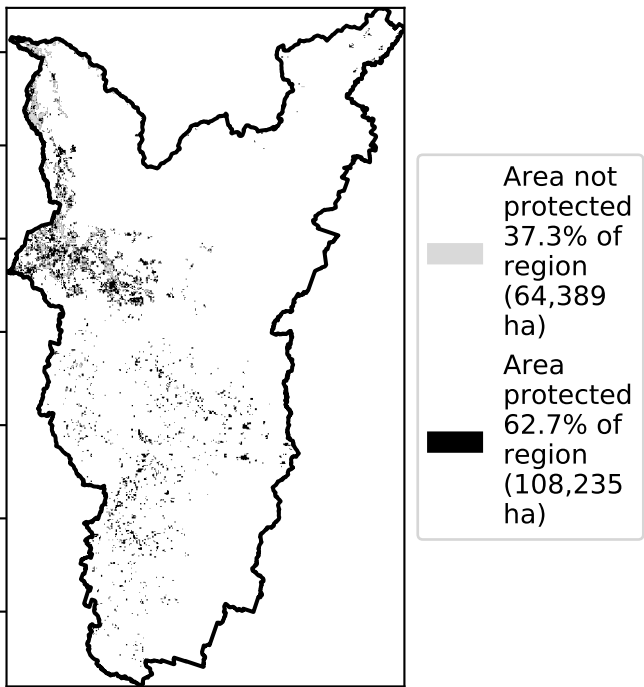 Area not
protected
37.3% of
region
(64,389
ha)
Area
protected
62.7% of
region
(108,235
ha)